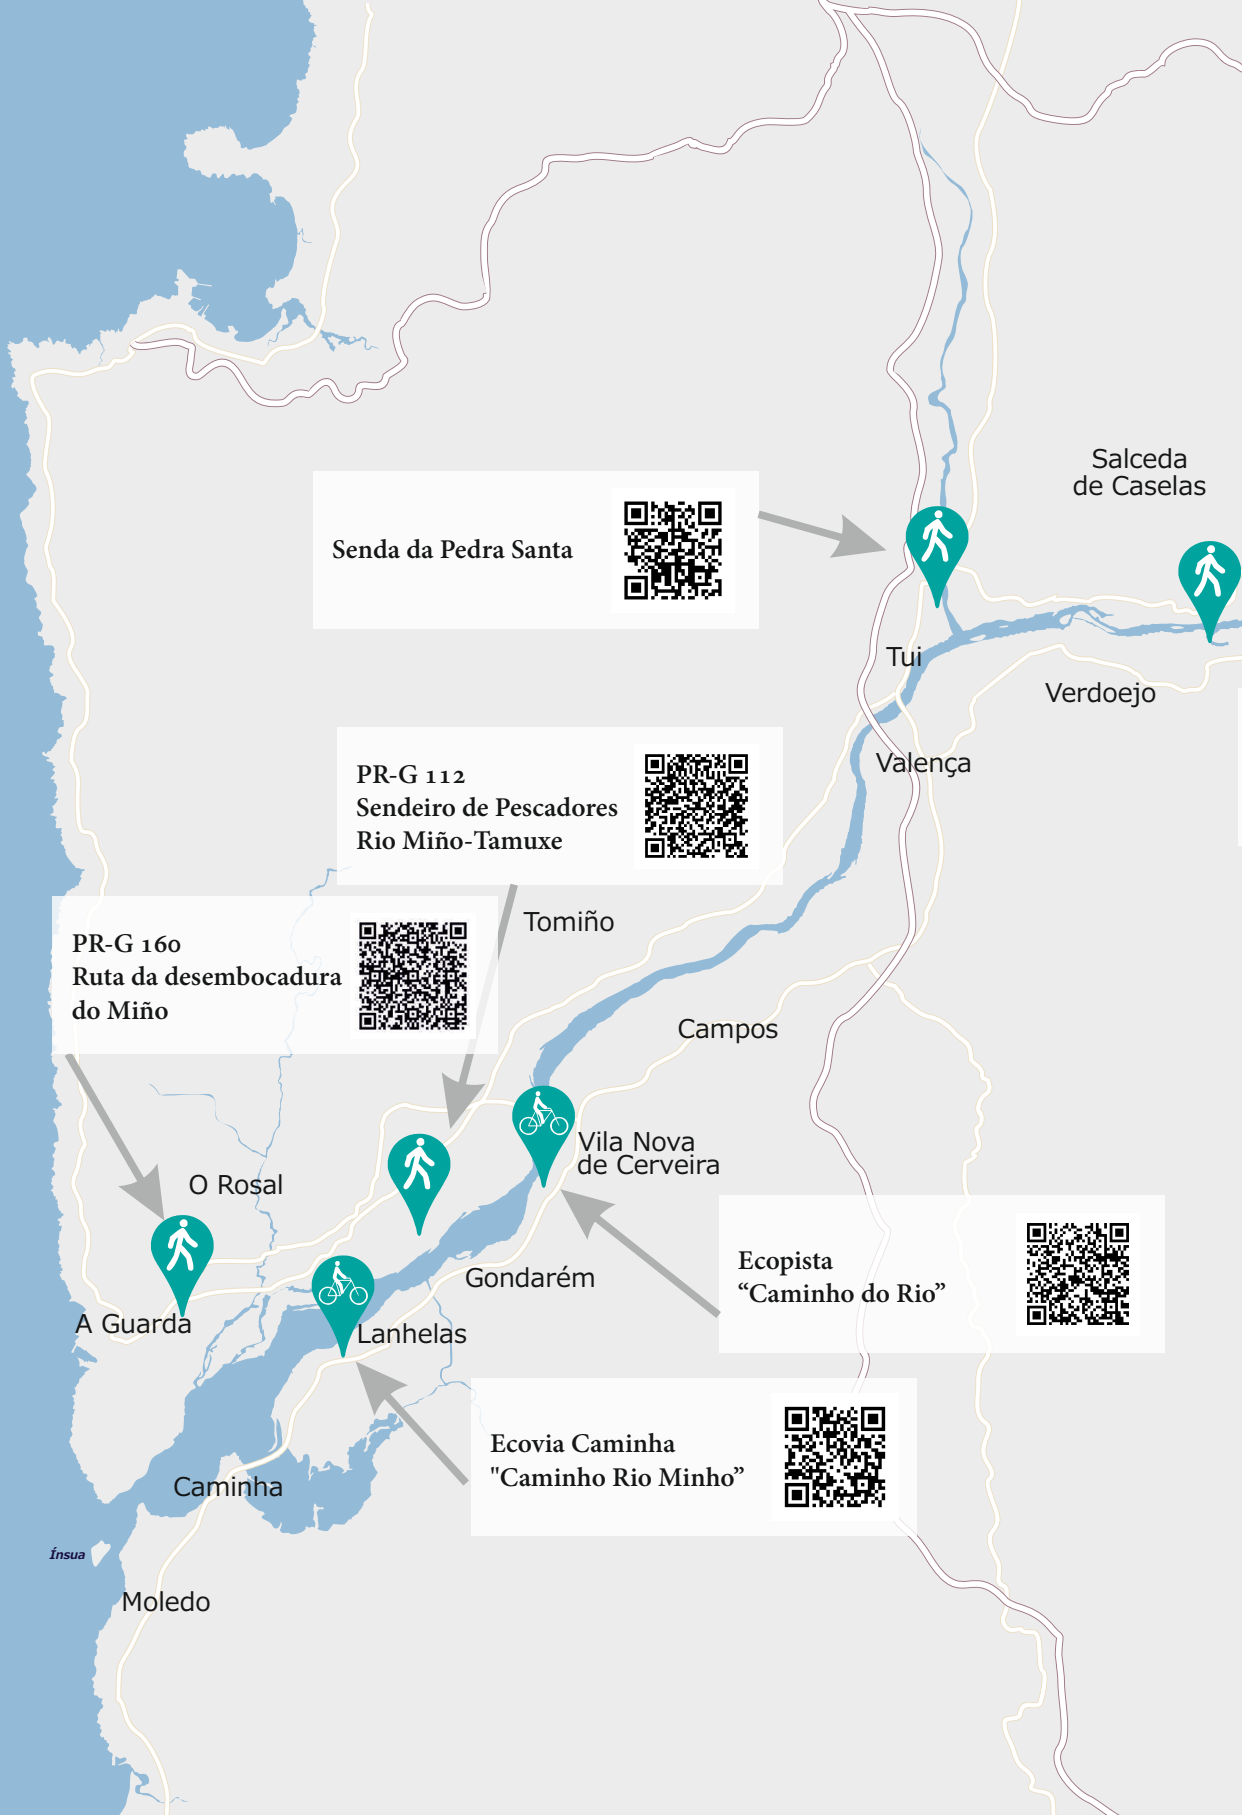 Salceda
de Caselas
Senda da Pedra Santa
Tui
Verdoejo
Valença
PR-G 112
Sendeiro de Pescadores
Rio Miño-Tamuxe
Tomiño
PR-G 160
Ruta da desembocadura
do Miño
Campos
Vila Nova
de Cerveira
O Rosal
Ecopista
“Caminho do Rio”
Gondarém
A Guarda
Lanhelas
Ecovia Caminha
"Caminho Rio Minho”
Caminha
Ínsua
Moledo